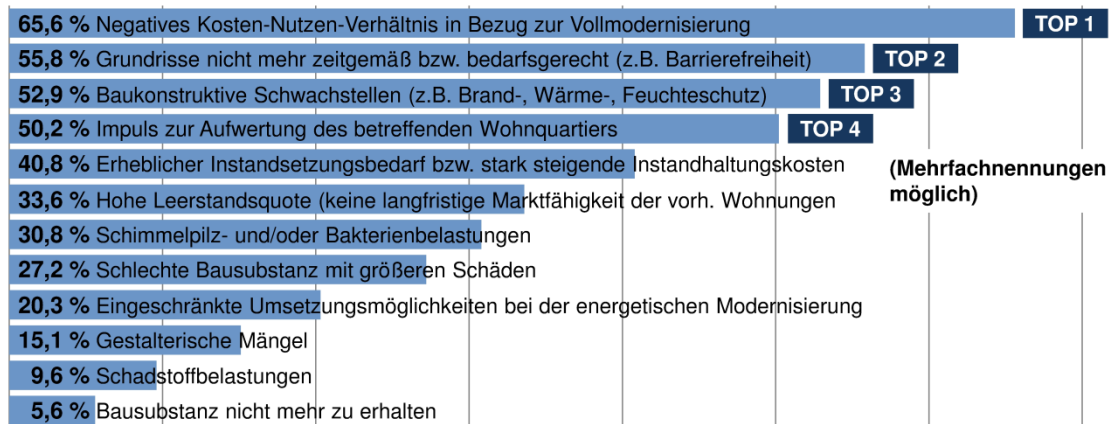 65,6 % Negatives Kosten-Nutzen-Verhältnis in Bezug zur Vollmodernisierung TOP 1
55,8 % Grundrisse nicht mehr zeitgemäß bzw. bedarfsgerecht (z.B. Barrierefreiheit) TOP 2
52,9 % Baukonstruktive Schwachstellen (z.B. Brand-, Wärme-, Feuchteschutz) TOP 3
50,2 % Impuls zur Aufwertung des betreffenden Wohnquartiers TOP 4
40,8 % Erheblicher Instandsetzungsbedarf bzw. stark steigende Instandhaltungskosten
(Mehrfachnennungen
möglich)
33,6 % Hohe Leerstandsquote (keine langfristige Marktfähigkeit der vorh. Wohnungen
30,8 % Schimmelpilz- und/oder Bakterienbelastungen
27,2 % Schlechte Bausubstanz mit größeren Schäden
20,3 % Eingeschränkte Umsetzungsmöglichkeiten bei der energetischen Modernisierung
15,1 % Gestalterische Mängel
9,6 % Schadstoffbelastungen
5,6 % Bausubstanz nicht mehr zu erhalten